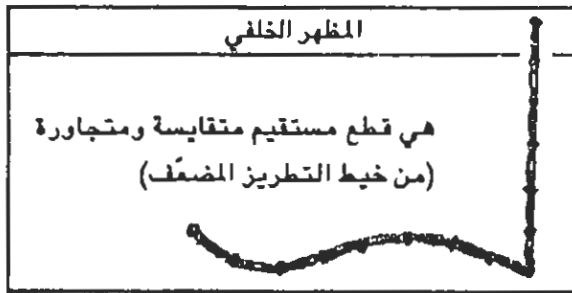 المظهر الخلفي
هي قطع مستقيم متقايسة ومتجاورة
(من خيط التطريز المضعّف)